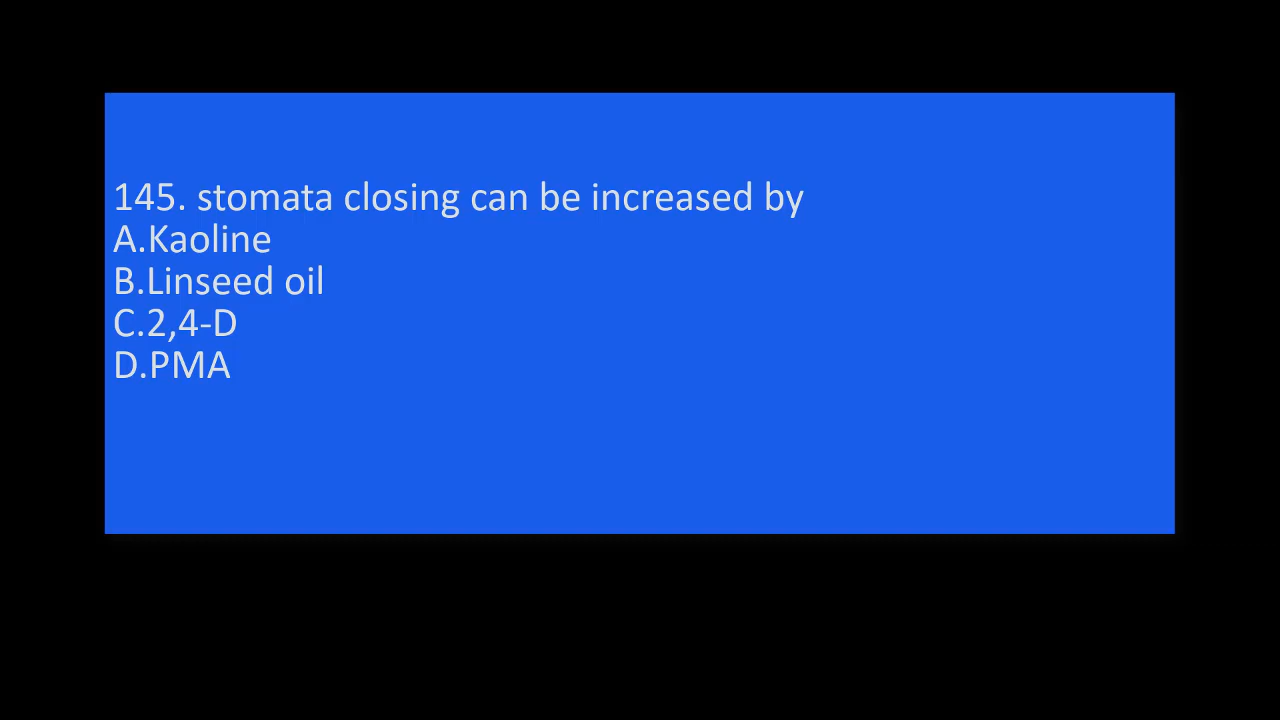 145. stomata closing can be increased by
A.Kaoline
B.Linseed oil
C.2,4-D
D.PMA